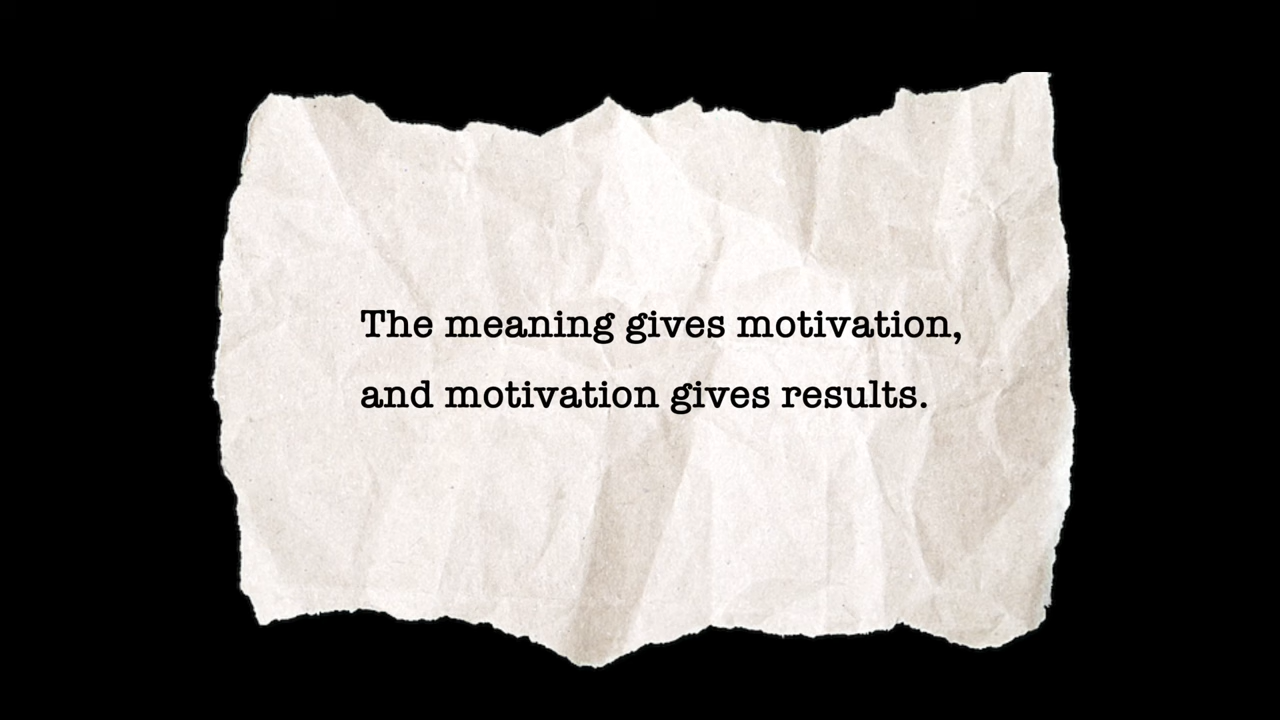 The meaning gives motivation,
and motivation gives results.